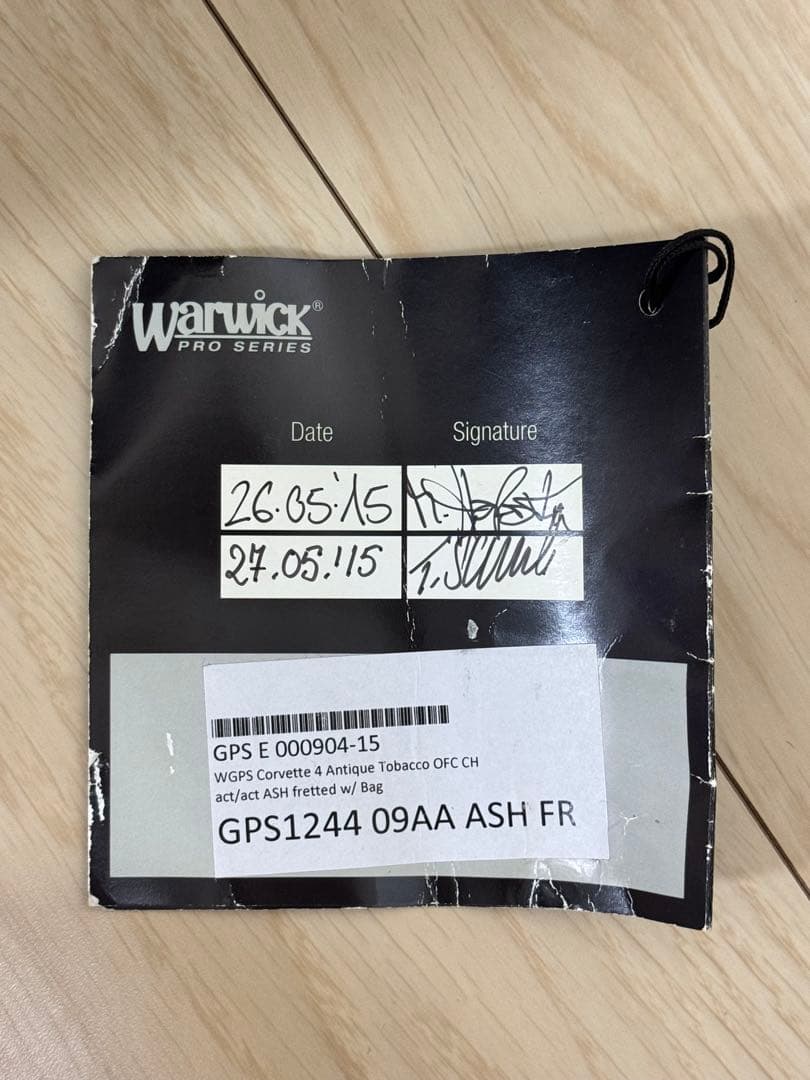 Warwick®
PRO SERIES
Date Signature
26.05.'15
27.05.'15
GPS E 000904-15
WGPS Corvette 4 Antique Tobacco OFC CH
act/act ASH fretted w/ Bag
GPS1244 09AA ASH FR